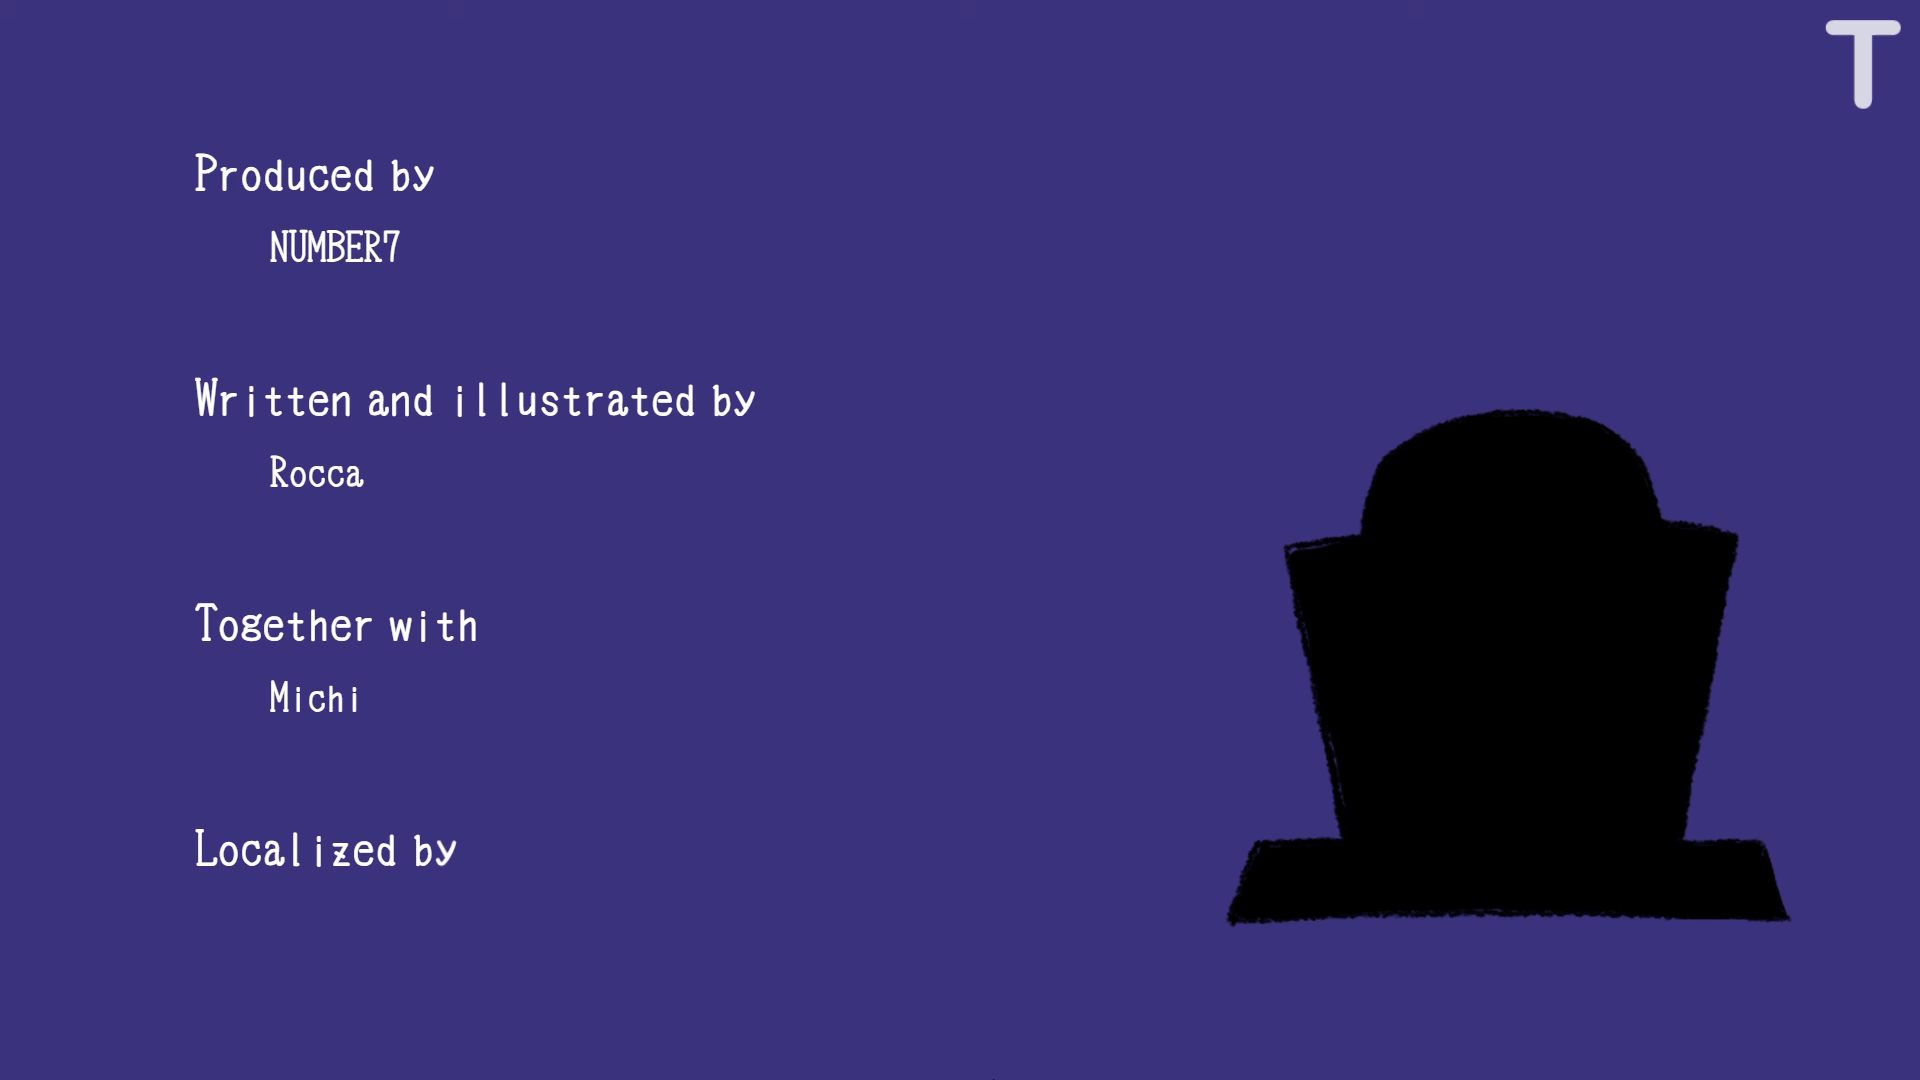 T
Produced by
NUMBER7
Written and illustrated by
Rocca
Together with
Michi
Localized by